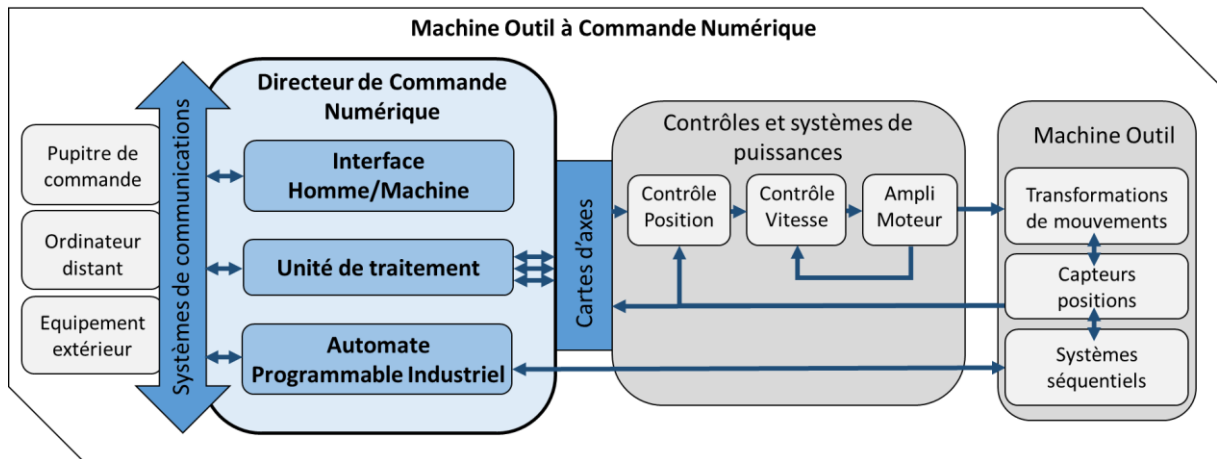 Machine Outil à Commande Numérique
Pupitre de
commande
Ordinateur
distant
Equipement
extérieur
Systèmes de communications
Directeur de Commande
Numérique
Interface
Homme/Machine
Unité de traitement
Automate
Programmable Industriel
Cartes d'axes
Contrôles et systèmes de
puissances
Contrôle
Position
Contrôle
Vitesse
Ampli
Moteur
Machine Outil
Transformations
de mouvements
Capteurs
positions
Systèmes
séquentiels